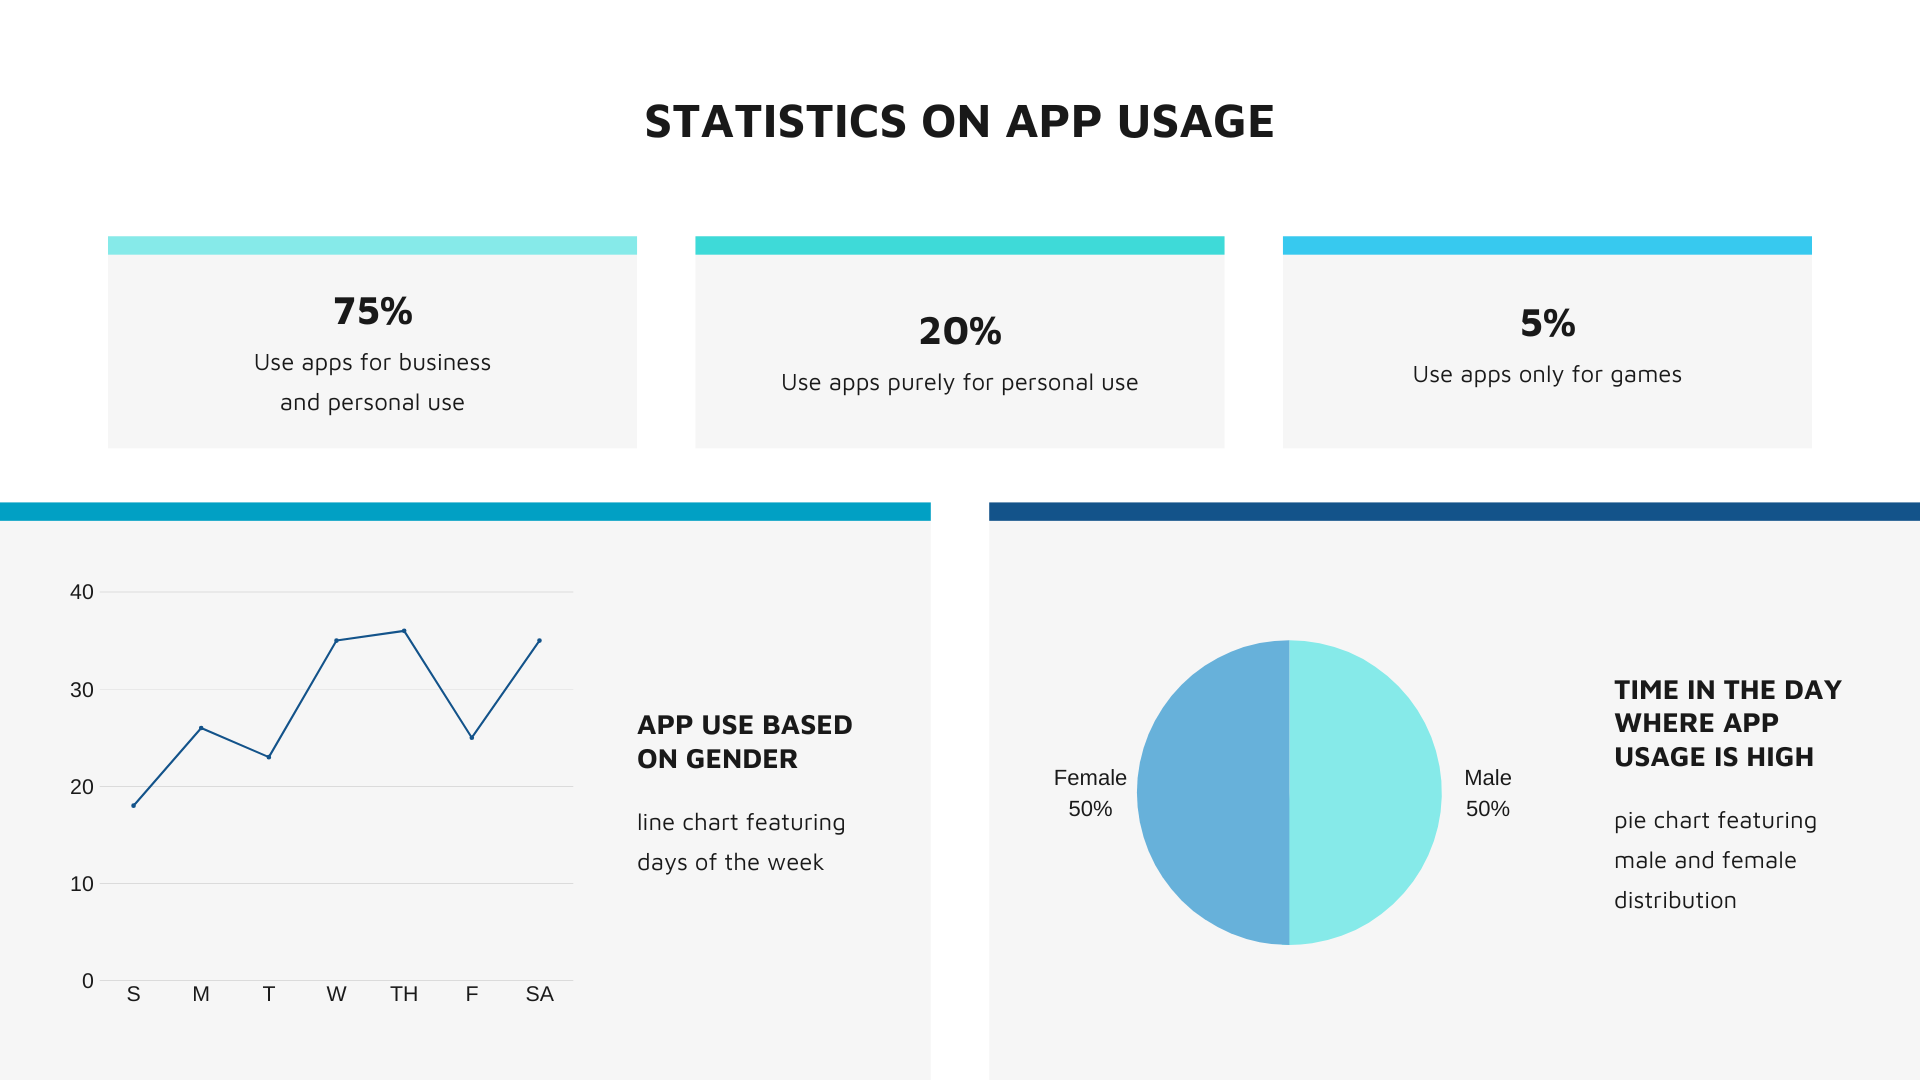 STATISTICS ON APP USAGE
75%
Use apps for business
and personal use
20%
Use apps purely for personal use
5%
Use apps only for games
40
30
20
10
0
S M T W TH F SA
APP USE BASED
ON GENDER
line chart featuring
days of the week
Female
50%
Male
50%
TIME IN THE DAY
WHERE APP
USAGE IS HIGH
pie chart featuring
male and female
distribution